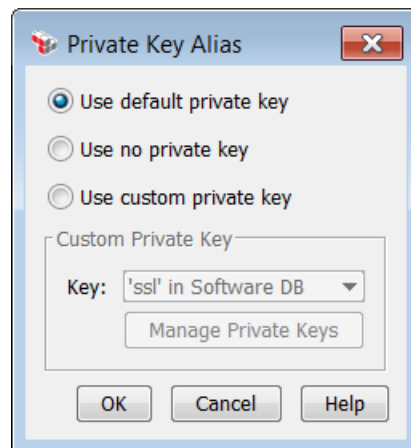 Private Key Alias
Use default private key
Use no private key
Use custom private key
Custom Private Key
Key: 'ssl' in Software DB
Manage Private Keys
OK Cancel Help